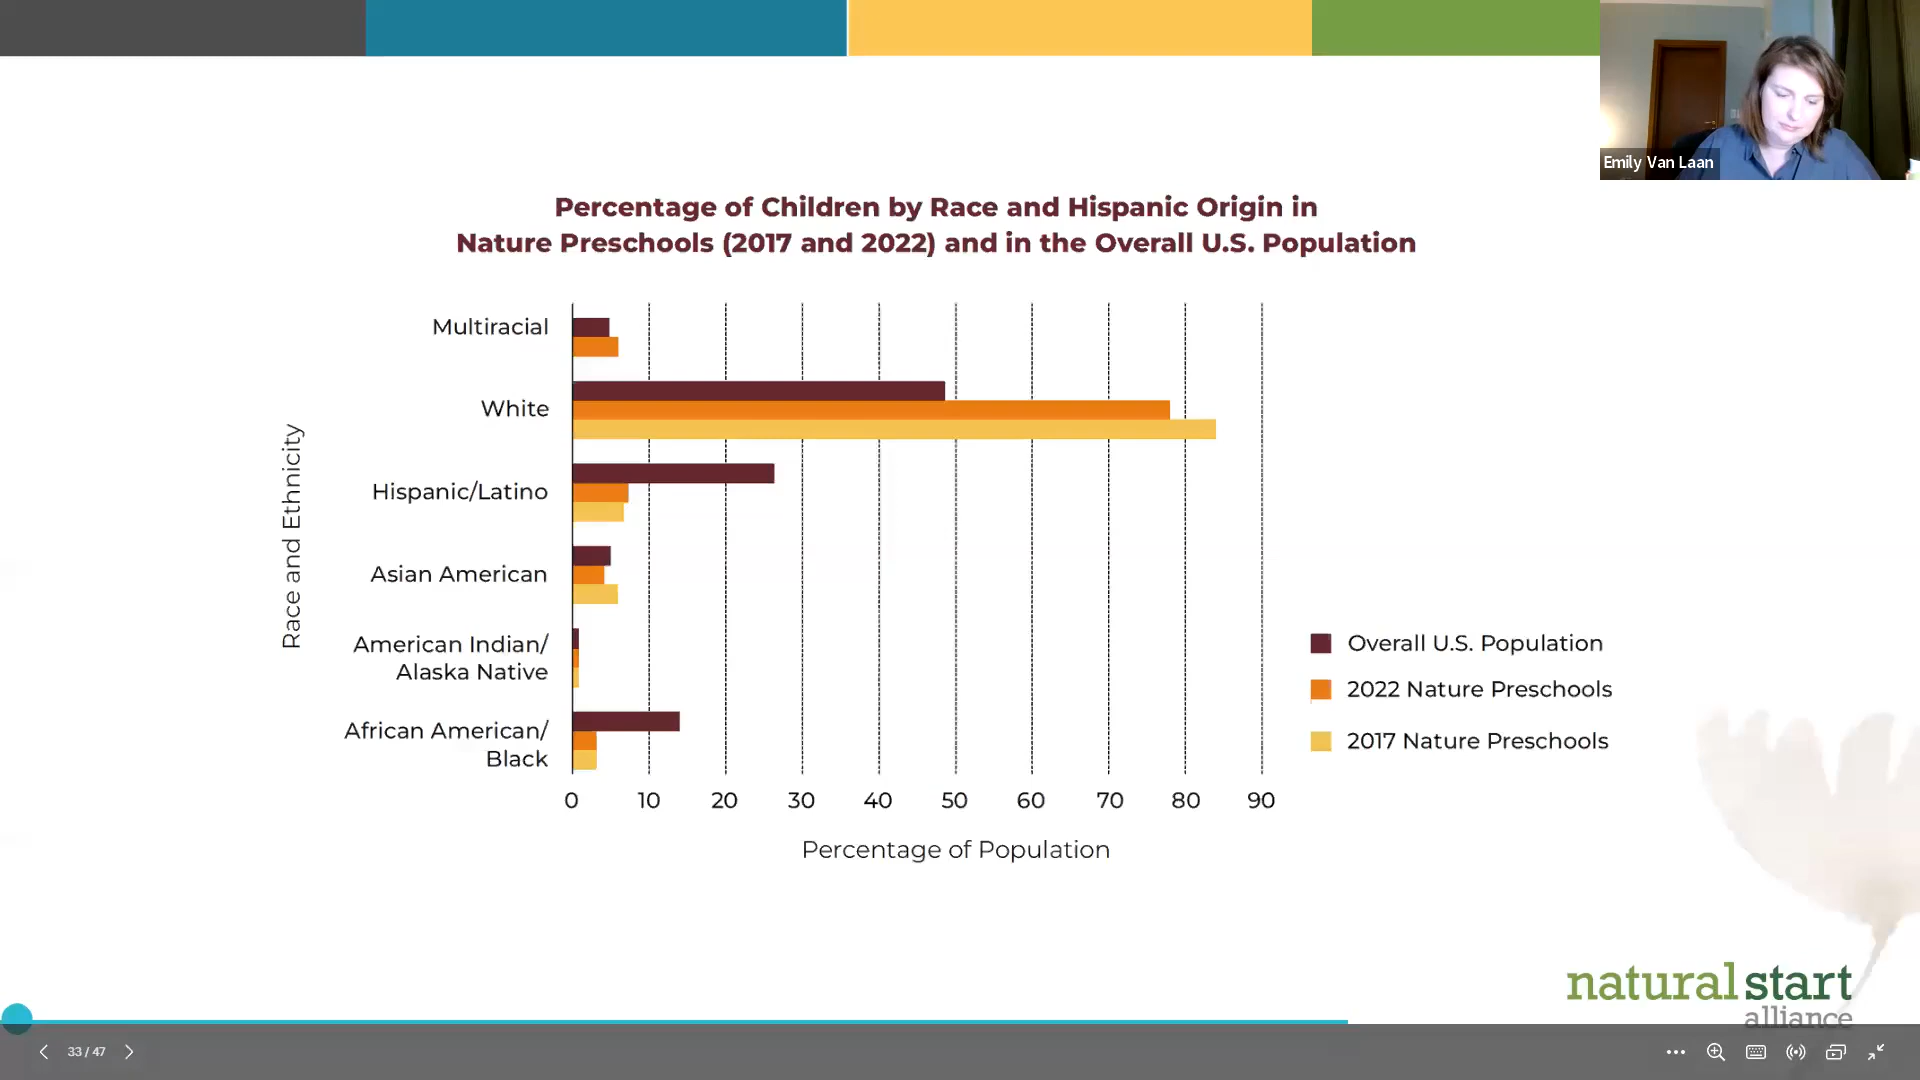 Emily Van Laan
Percentage of Children by Race and Hispanic Origin in
Nature Preschools (2017 and 2022) and in the Overall U.S. Population
Race and Ethnicity
Multiracial
White
Hispanic/Latino
Asian American
American Indian/
Alaska Native
African American/
Black
0 10 20 30 40 50 60 70 80 90
Percentage of Population
Overall U.S. Population
2022 Nature Preschools
2017 Nature Preschools
naturalstart
alliance
33 / 47